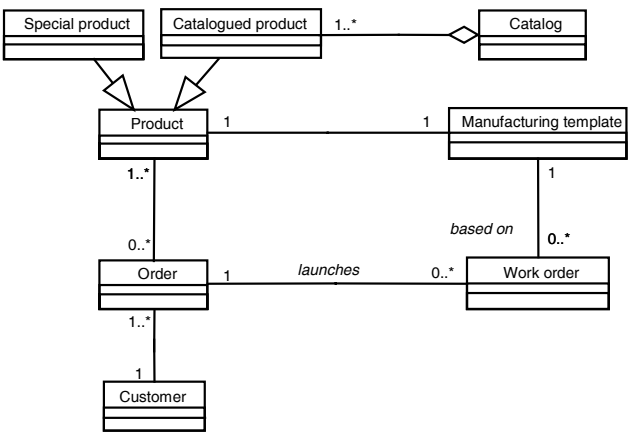 Special product
Catalogued product
1..*
Catalog
Product
1
1
Manufacturing template
1..*
1
based on
0..*
0..*
Order
1
launches
0..*
Work order
1..*
1
Customer